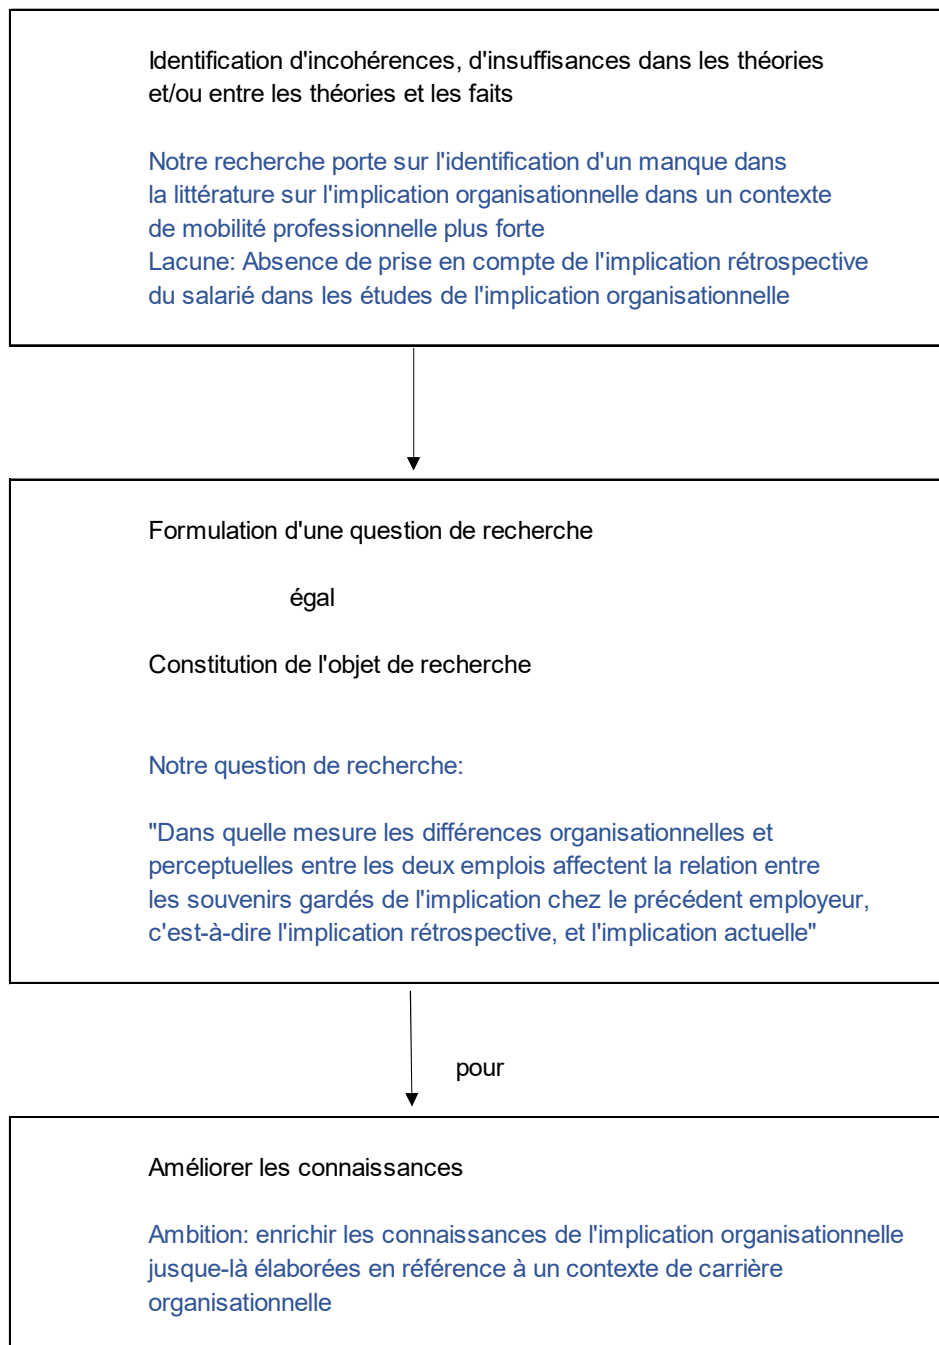 Identification d'incohérences, d'insuffisances dans les théories
et/ou entre les théories et les faits
Notre recherche porte sur l'identification d'un manque dans
la littérature sur l'implication organisationnelle dans un contexte
de mobilité professionnelle plus forte
Lacune: Absence de prise en compte de l'implication rétrospective
du salarié dans les études de l'implication organisationnelle
Formulation d'une question de recherche
égal
Constitution de l'objet de recherche
Notre question de recherche:
"Dans quelle mesure les différences organisationnelles et
perceptuelles entre les deux emplois affectent la relation entre
les souvenirs gardés de l'implication chez le précédent employeur,
c'est-à-dire l'implication rétrospective, et l'implication actuelle"
pour
Améliorer les connaissances
Ambition: enrichir les connaissances de l'implication organisationnelle
jusque-là élaborées en référence à un contexte de carrière
organisationnelle